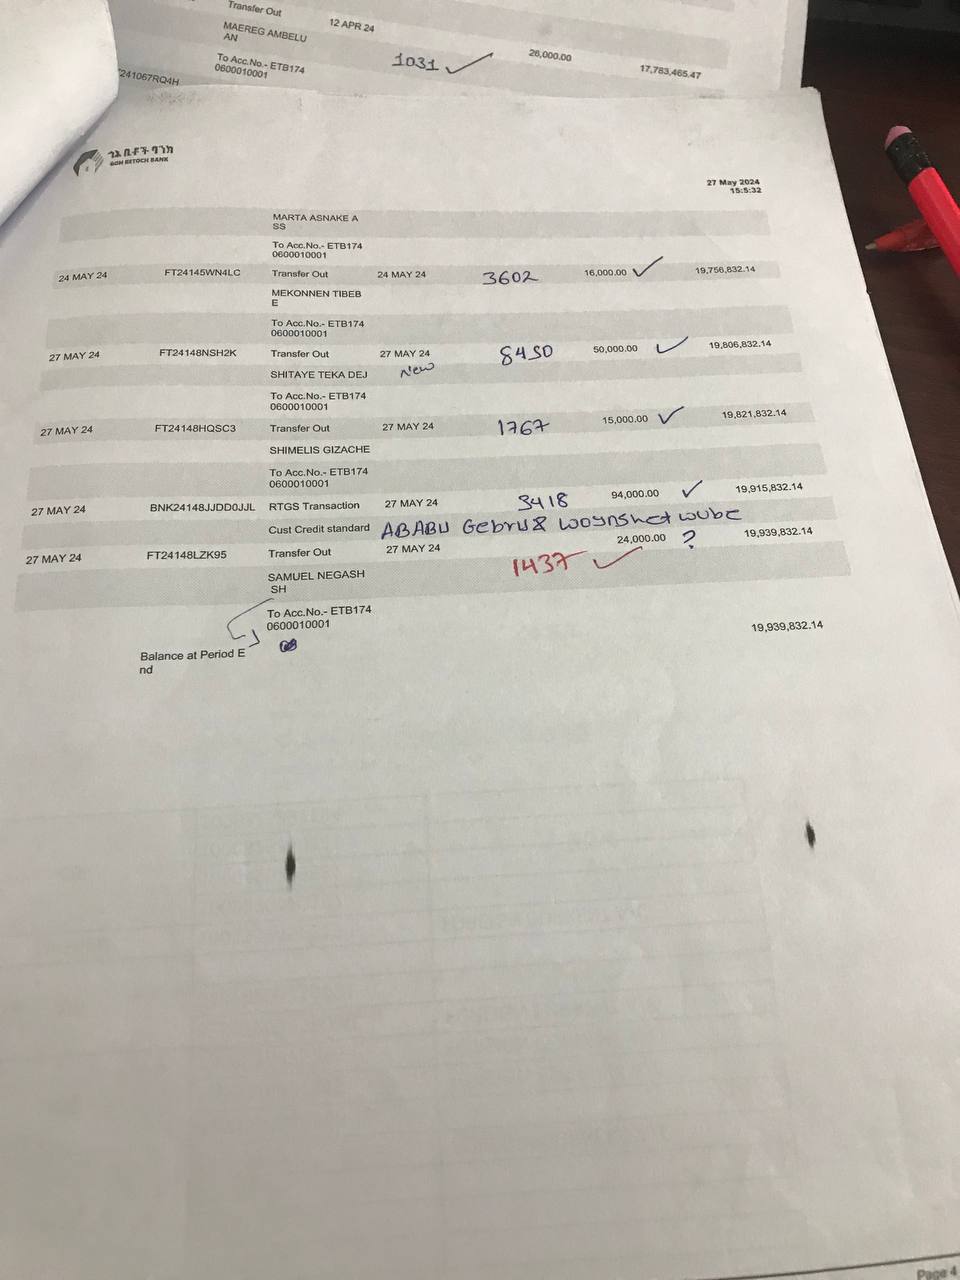 Transfer Out 12 APR 24
MAEREG AMBELU
AN
1031 26,000.00
17,783,465.47
To Acc.No.- ETB174
0600010001
241067RQ4H
ጎሕ ቤቶች ባንክ
GOH BETOCH BANK
27 May 2024
15:5:32
MARTA ASNAKE A
SS
To Acc.No.- ETB174
0600010001
24 MAY 24 FT24145WN4LC Transfer Out 24 MAY 24 3602 16,000.00 19,756,832.14
MEKONNEN TIBEB
E
To Acc.No.- ETB174
0600010001
27 MAY 24 FT24148NSH2K Transfer Out 27 MAY 24 8450 50,000.00 19,806,832.14
SHITAYE TEKA DEJ New
To Acc.No.- ETB174
0600010001
27 MAY 24 FT24148HQSC3 Transfer Out 27 MAY 24 1767 15,000.00 19,821,832.14
SHIMELIS GIZACHE
To Acc.No.- ETB174
0600010001
27 MAY 24 BNK24148JJDD0JJL RTGS Transaction 27 MAY 24 3418 94,000.00 19,915,832.14
Cust Credit standard ABABU Gebru & Woynshet wube
27 MAY 24 FT24148LZK95 Transfer Out 27 MAY 24 1437 24,000.00 ? 19,939,832.14
SAMUEL NEGASH
SH
To Acc.No.- ETB174
0600010001
Balance at Period E 19,939,832.14
nd
Page 4